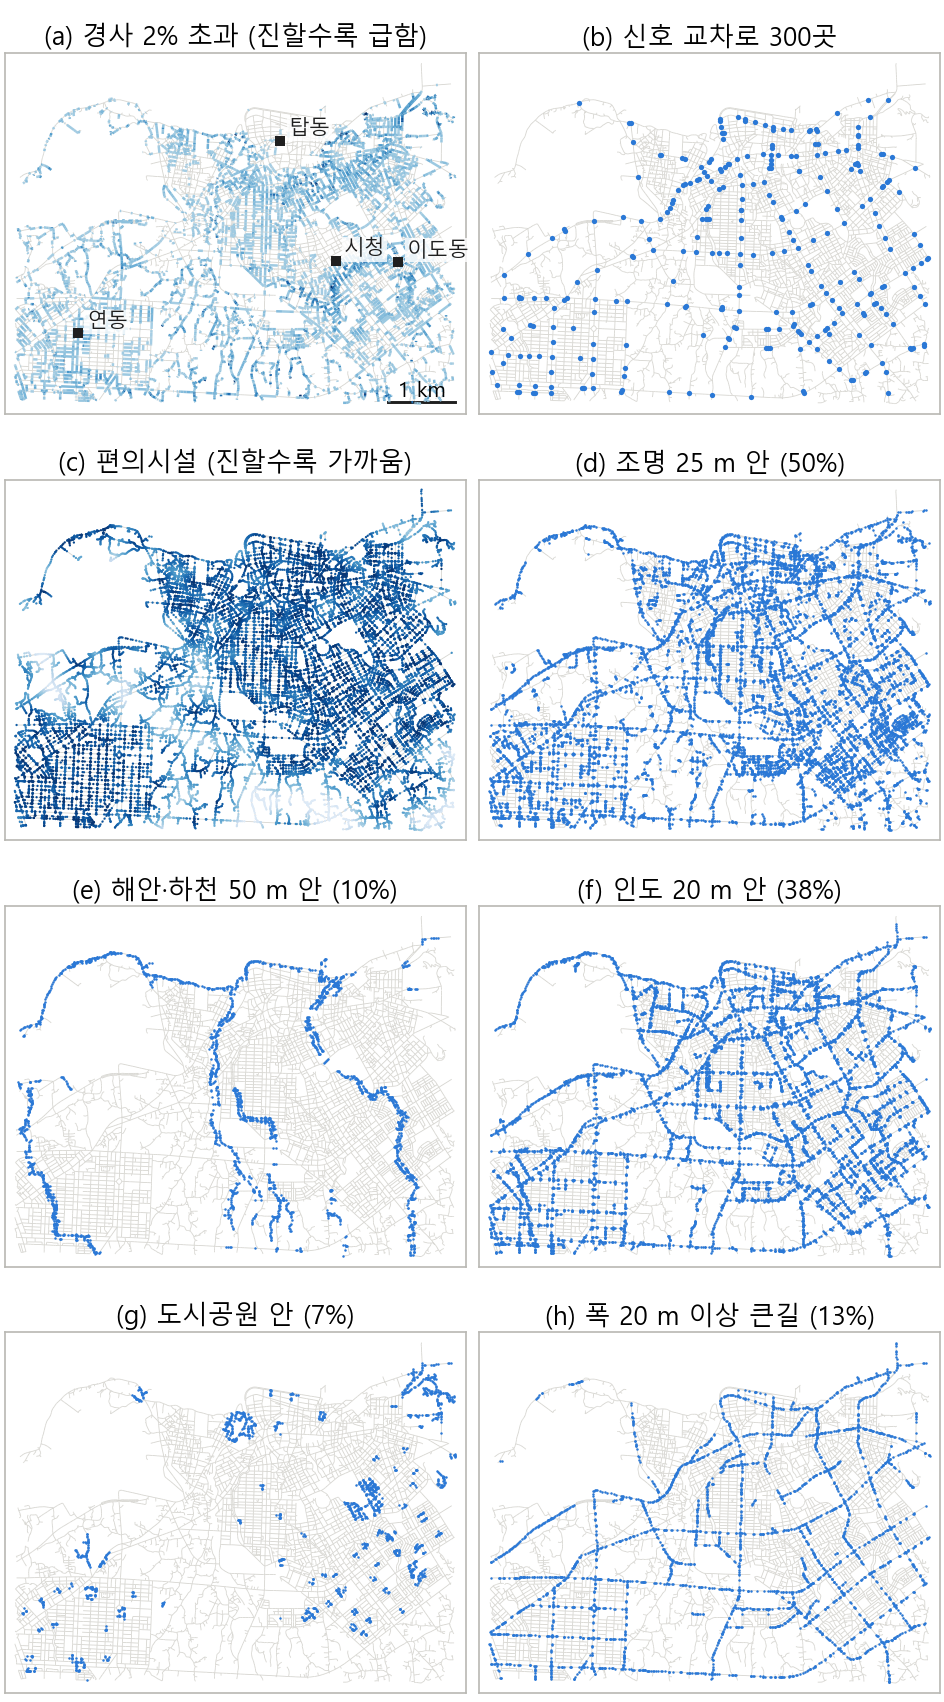 (a) 경사 2% 초과 (진할수록 급함)
(b) 신호 교차로 300곳
탑동
시청
이도동
연동
1 km
(c) 편의시설 (진할수록 가까움)
(d) 조명 25 m 안 (50%)
(e) 해안·하천 50 m 안 (10%)
(f) 인도 20 m 안 (38%)
(g) 도시공원 안 (7%)
(h) 폭 20 m 이상 큰길 (13%)